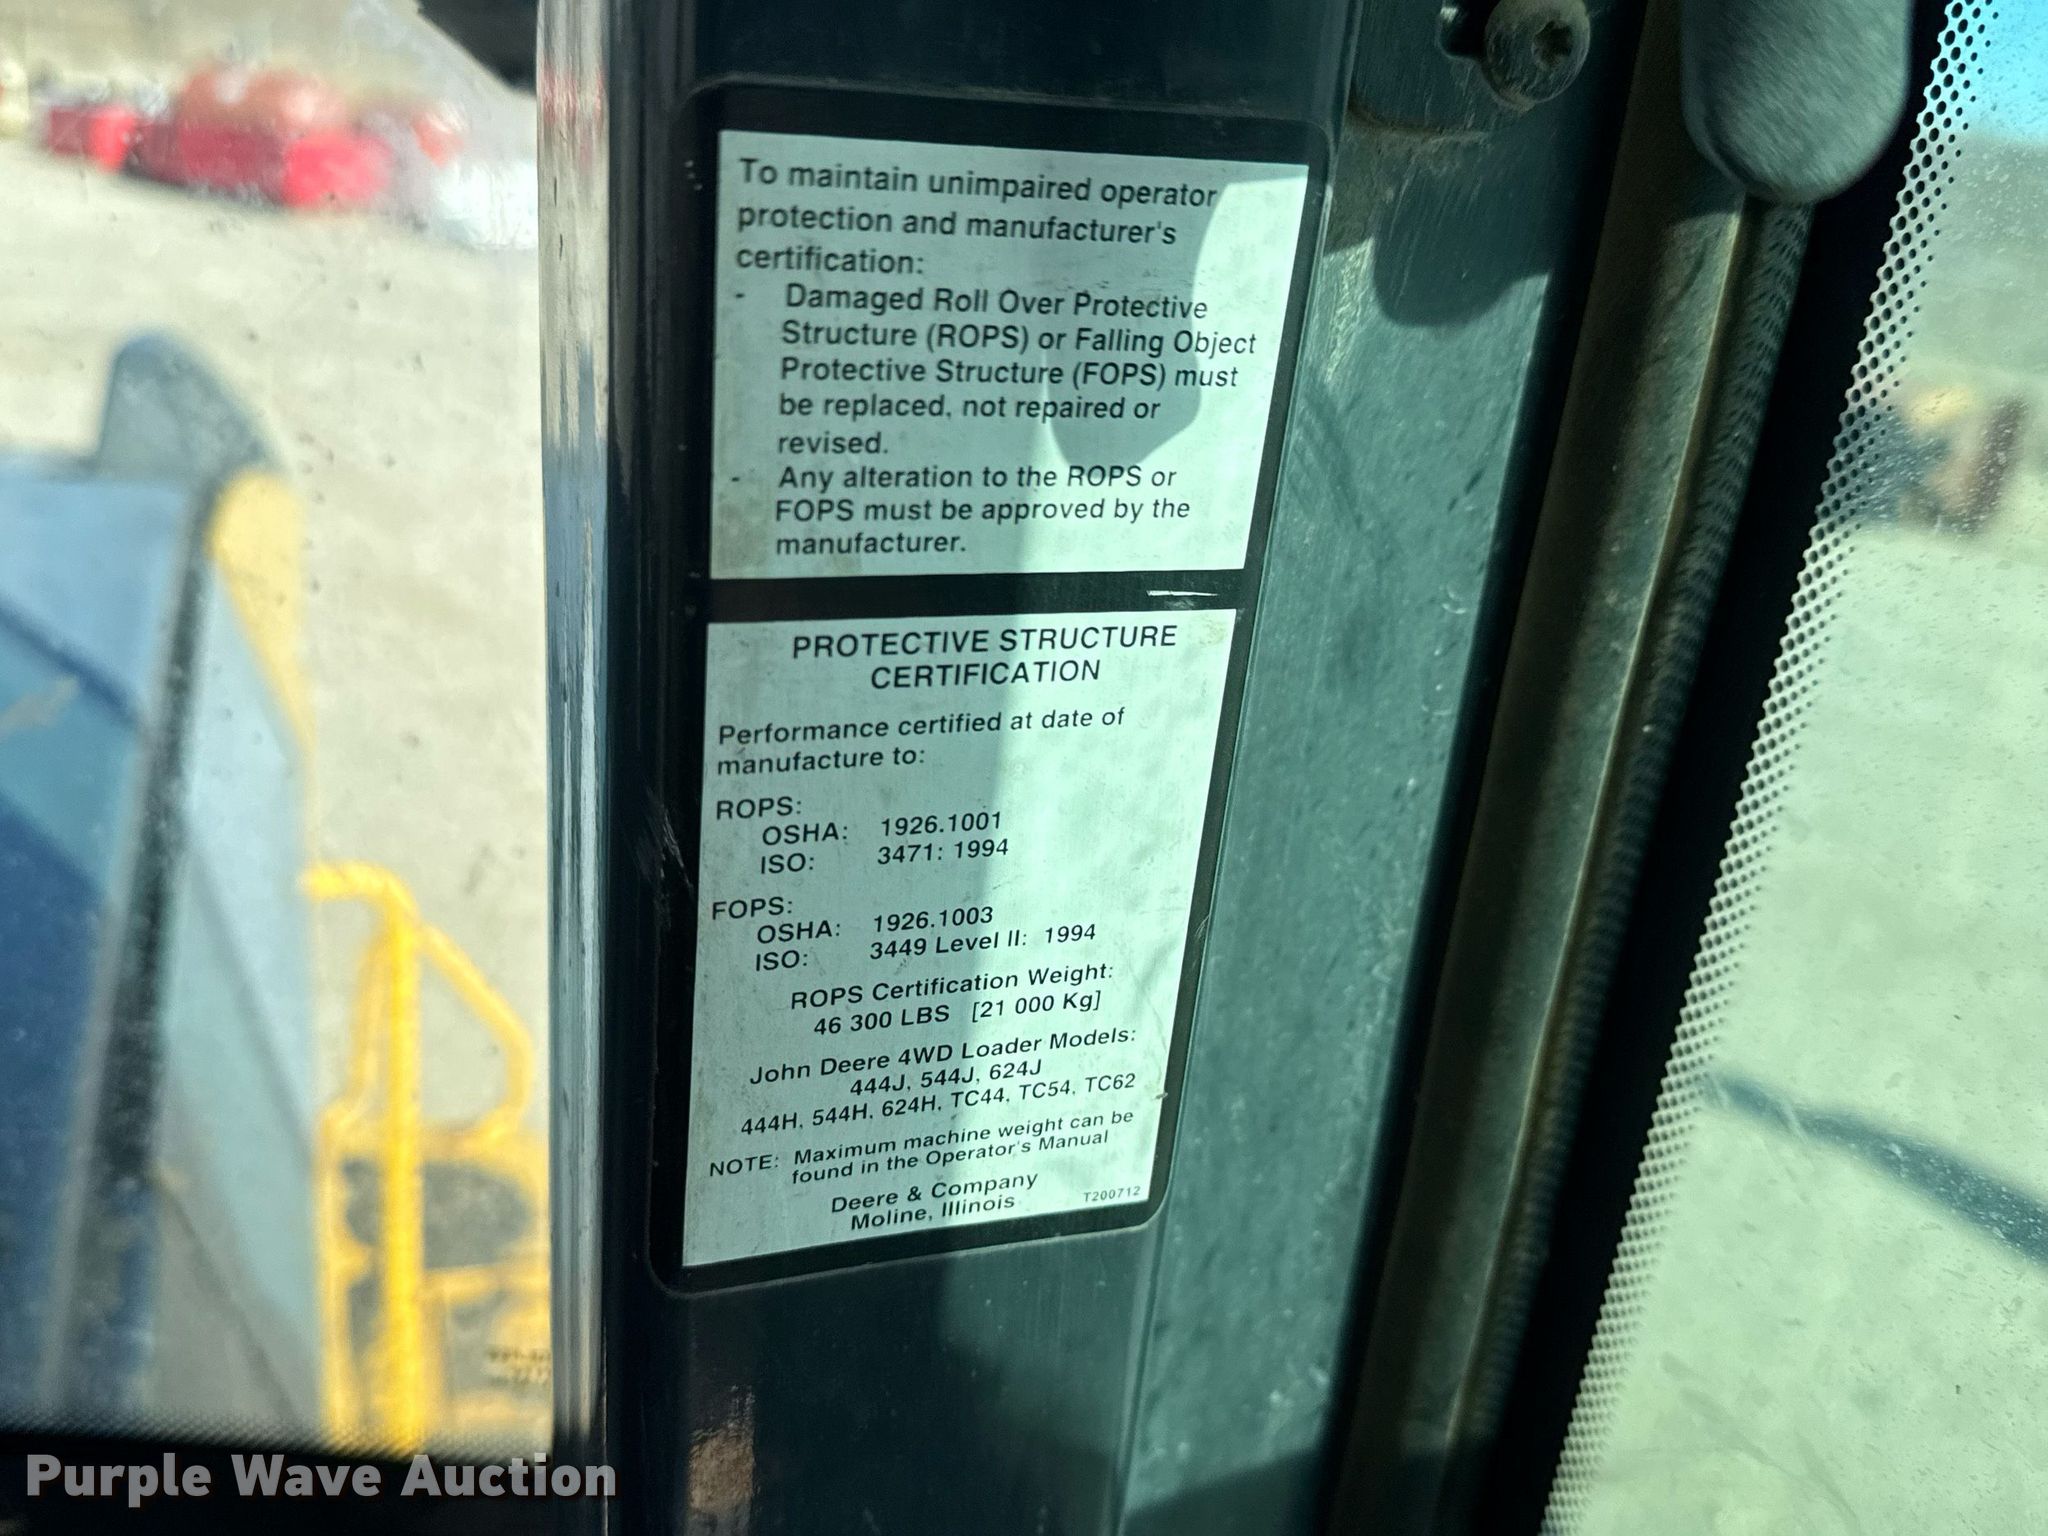 To maintain unimpaired operator
protection and manufacturer's
certification:
- Damaged Roll Over Protective
Structure (ROPS) or Falling Object
Protective Structure (FOPS) must
be replaced, not repaired or
revised.
- Any alteration to the ROPS or
FOPS must be approved by the
manufacturer.
PROTECTIVE STRUCTURE
CERTIFICATION
Performance certified at date of
manufacture to:
ROPS:
OSHA: 1926.1001
ISO: 3471: 1994
FOPS:
OSHA: 1926.1003
ISO: 3449 Level II: 1994
ROPS Certification Weight:
46 300 LBS [21 000 Kg]
John Deere 4WD Loader Models:
444J, 544J, 624J
444H, 544H, 624H, TC44, TC54, TC62
NOTE: Maximum machine weight can be
found in the Operator's Manual
Deere & Company
Moline, Illinois
T200712
Purple Wave Auction